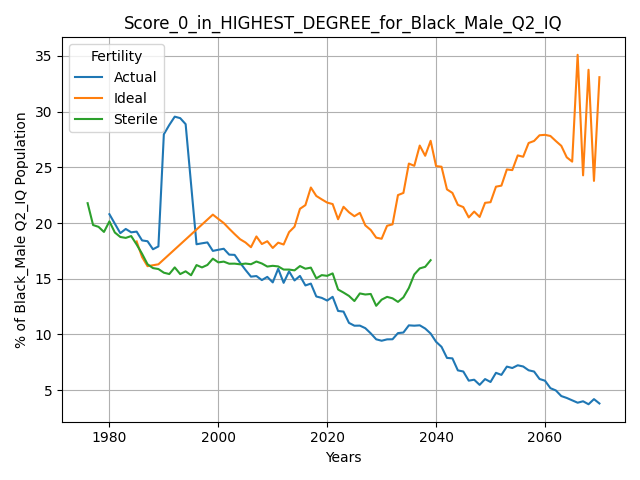 Score_0_in_HIGHEST_DEGREE_for_Black_Male_Q2_IQ
Fertility
Actual
Ideal
Sterile
% of Black_Male Q2_IQ Population
35
30
25
20
15
10
5
1980
2000
2020
2040
2060
Years